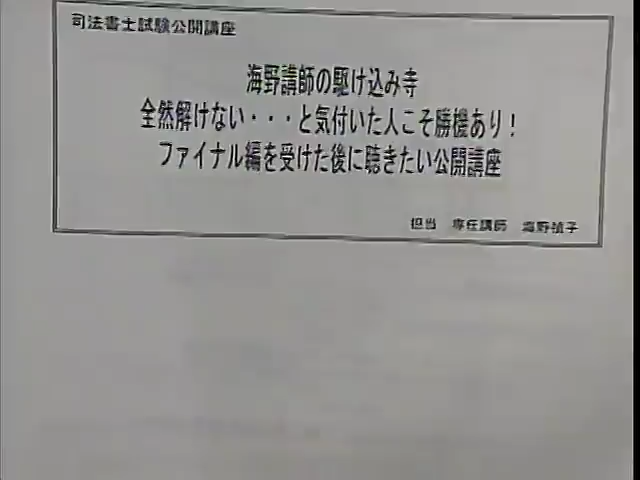 司法書士試験公開講座
海野講師の駆け込み寺
全然解けない・・・と気付いた人こそ勝機あり！
ファイナル編を受けた後に聴きたい公開講座
担当　専任講師　海野禎子